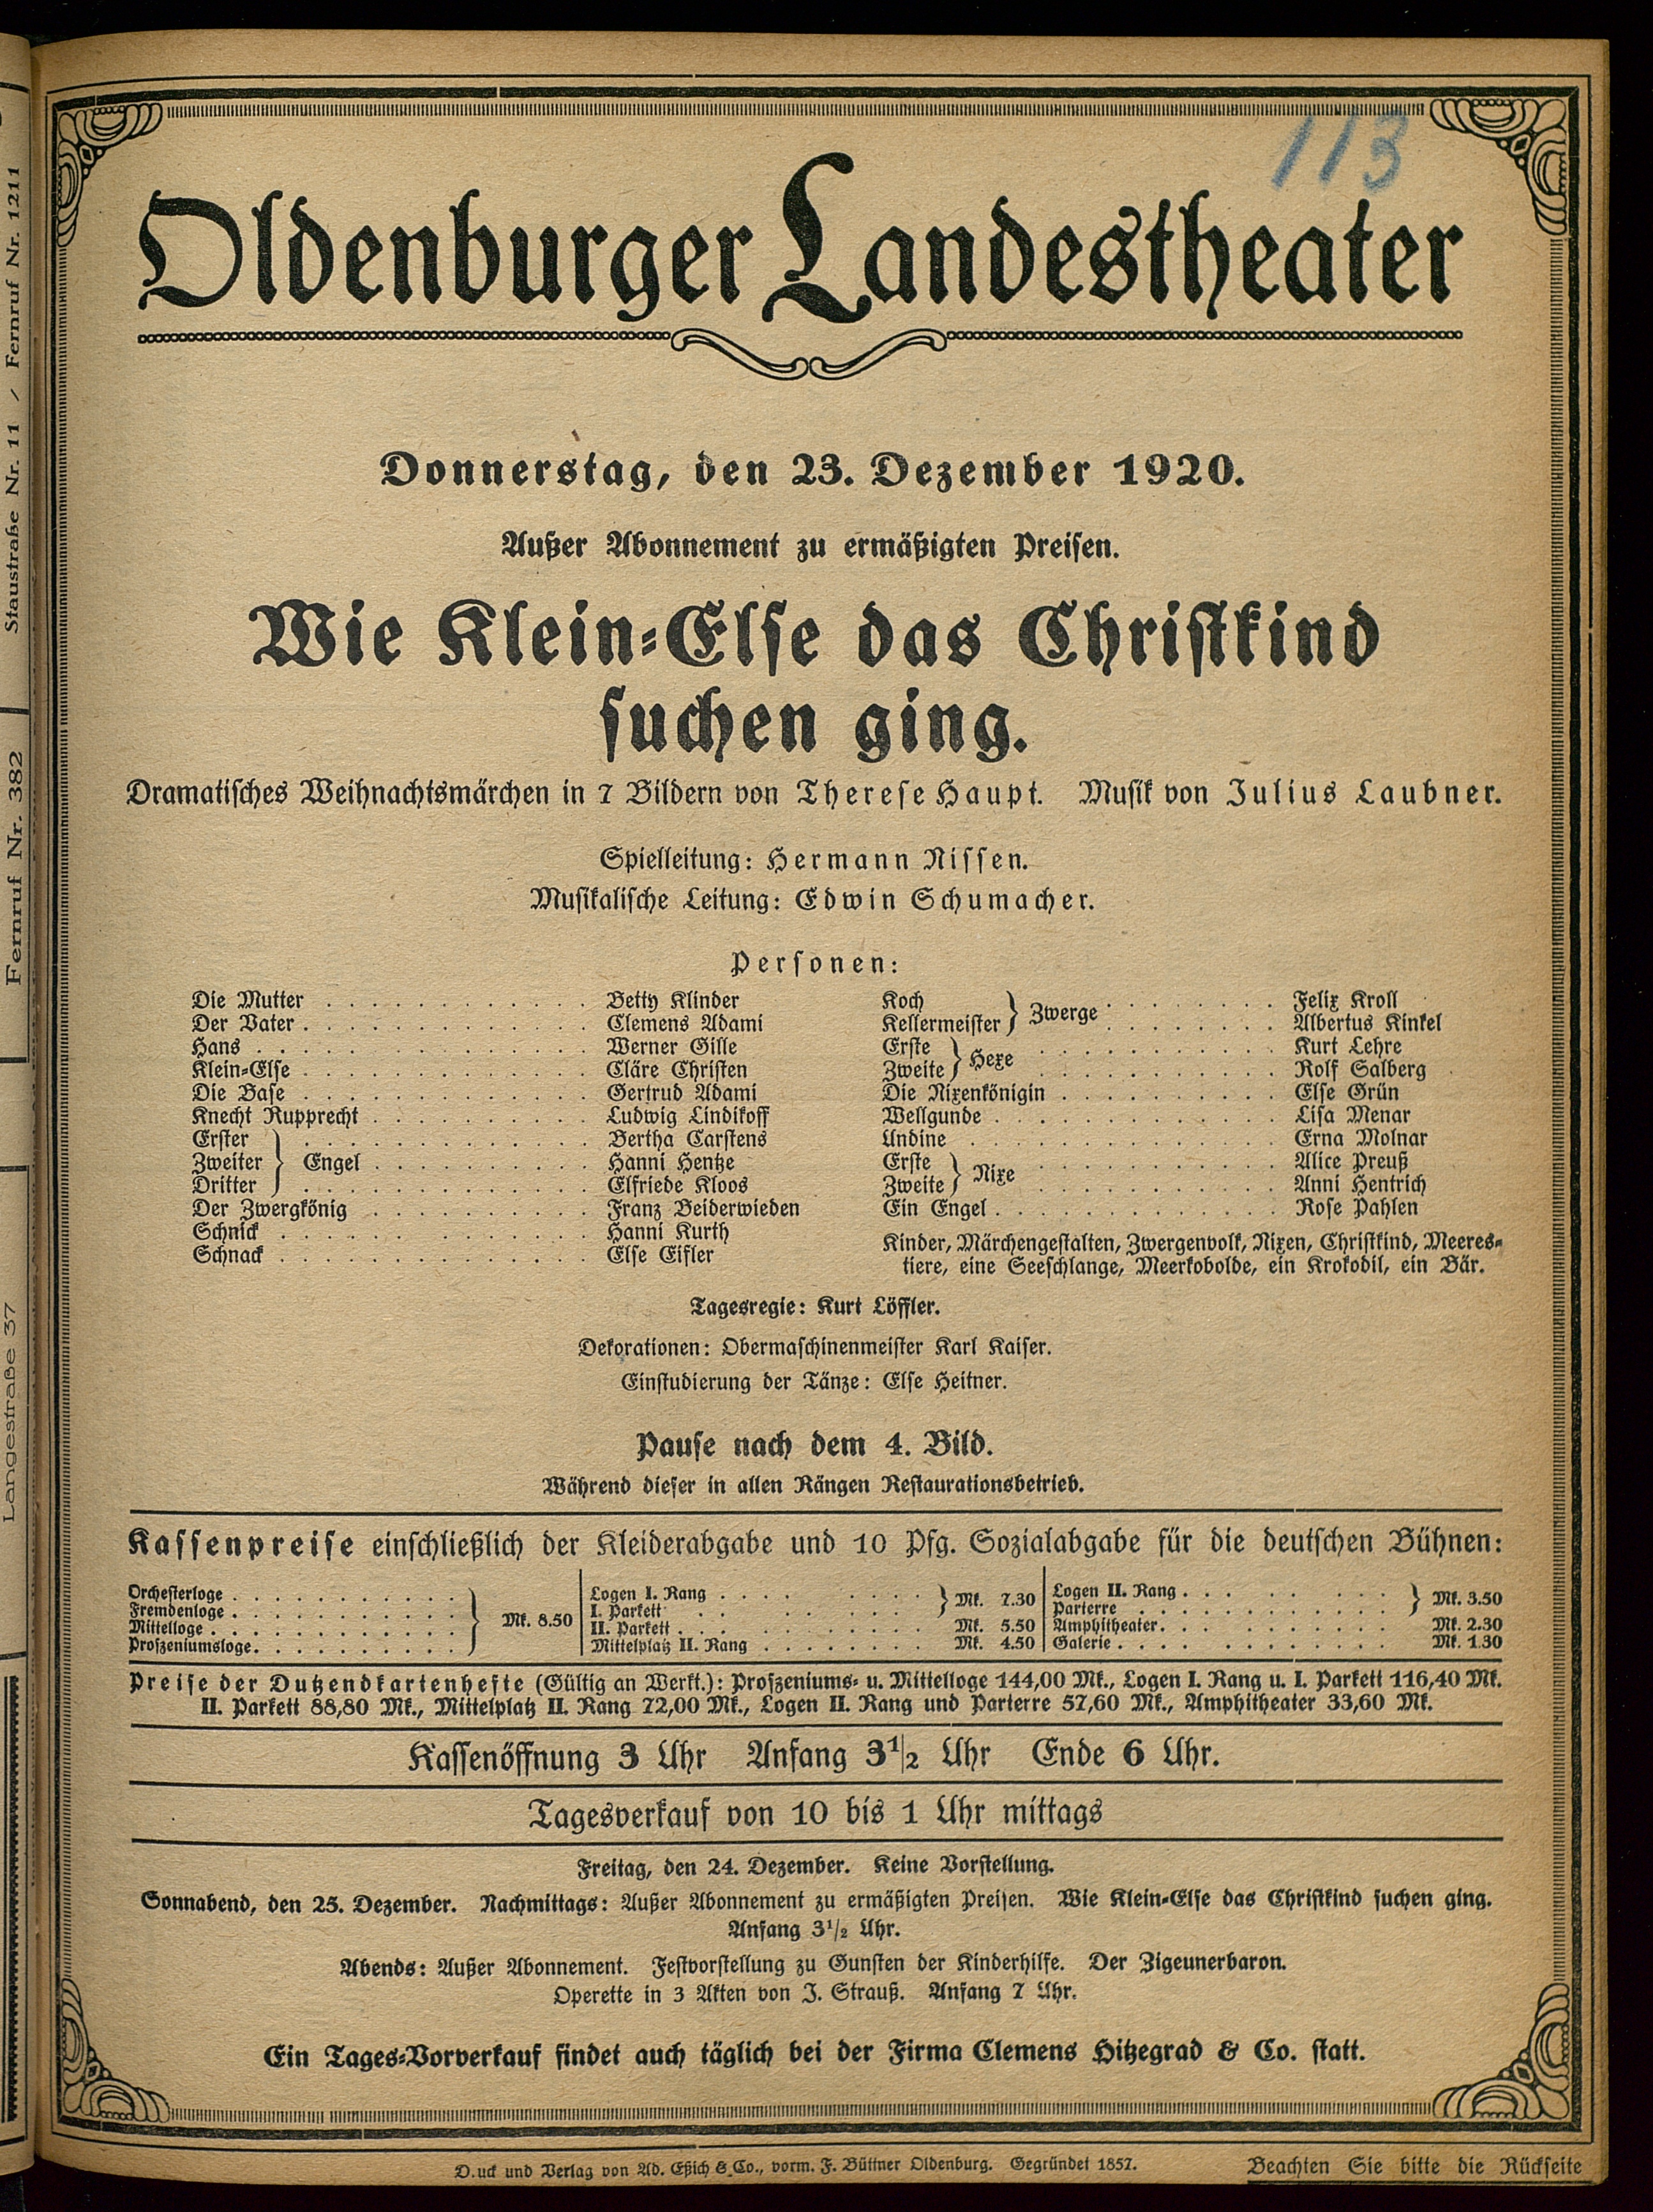 113
Oldenburger Landestheater
Donnerstag, den 23. Dezember 1920.
Außer Abonnement zu ermäßigten Preisen.
Wie Klein-Else das Christkind
suchen ging.
Dramatisches Weihnachtsmärchen in 7 Bildern von Therese Haupt. Musik von Julius Laubner.
Spielleitung: Hermann Nissen.
Musikalische Leitung: Edwin Schumacher.
Personen:
Die Mutter . . . . . . . . . . . . Betty Klinder
Der Vater . . . . . . . . . . . . . Clemens Adami
Hans . . . . . . . . . . . . . . . Werner Gille
Klein-Else . . . . . . . . . . . . . Cläre Christen
Die Base . . . . . . . . . . . . . Gertrud Adami
Knecht Rupprecht . . . . . . . . . . Ludwig Lindikoff
Erster } . . . . . . . . . . . . . Bertha Carstens
Zweiter } Engel . . . . . . . . . . Hanni Hentze
Dritter } . . . . . . . . . . . . . Elfriede Kloos
Der Zwergkönig . . . . . . . . . . Franz Beiderwieden
Schnick . . . . . . . . . . . . . . Hanni Kurth
Schnack . . . . . . . . . . . . . . Else Eifler
Koch } Zwerge . . . . . . . . Felix Kroll
Kellermeister } . . . . . . . . Albertus Kinkel
Erste } Hexe . . . . . . . . . . . Kurt Lehre
Zweite } . . . . . . . . . . . Rolf Salberg
Die Nixenkönigin . . . . . . . . . . Else Grün
Wellgunde . . . . . . . . . . . . . Lisa Menar
Undine . . . . . . . . . . . . . . Erna Molnar
Erste } Nixe . . . . . . . . . . . Alice Preuß
Zweite } . . . . . . . . . . . Anni Hentrich
Ein Engel . . . . . . . . . . . . . Rose Pahlen
Kinder, Märchengestalten, Zwergenvolk, Nixen, Christkind, Meeres-
tiere, eine Seeschlange, Meerkobolde, ein Krokodil, ein Bär.
Tagesregie: Kurt Löffler.
Dekorationen: Obermaschinenmeister Karl Kaiser.
Einstudierung der Tänze: Else Heitner.
Pause nach dem 4. Bild.
Während dieser in allen Rängen Restaurationsbetrieb.
Kassenpreise einschließlich der Kleiderabgabe und 10 Pfg. Sozialabgabe für die deutschen Bühnen:
Orchesterloge . . . . . . . . . . .
Fremdenloge . . . . . . . . . . .
Mittelloge . . . . . . . . . . . .
Proszeniumsloge . . . . . . . . . . } Mk. 8.50
Logen I. Rang . . . . . . . .
I. Parkett . . . . . . . . } Mk. 7.30
II. Parkett . . . . . . . . . . Mk. 5.50
Mittelplatz II. Rang . . . . . . . . Mk. 4.50
Logen II. Rang . . . . . . . .
Parterre . . . . . . . . . . } Mk. 3.50
Amphitheater . . . . . . . . . . Mk. 2.30
Galerie . . . . . . . . . . . . Mk. 1.30
Preise der Dutzendkartenhefte (Gültig an Werkt.): Proszeniums- u. Mittelloge 144,00 Mk., Logen I. Rang u. I. Parkett 116,40 Mk.
II. Parkett 88,80 Mk., Mittelplatz II. Rang 72,00 Mk., Logen II. Rang und Parterre 57,60 Mk., Amphitheater 33,60 Mk.
Kassenöffnung 3 Uhr Anfang 3 1/2 Uhr Ende 6 Uhr.
Tagesverkauf von 10 bis 1 Uhr mittags
Freitag, den 24. Dezember. Keine Vorstellung.
Sonnabend, den 25. Dezember. Nachmittags: Außer Abonnement zu ermäßigten Preisen. Wie Klein-Else das Christkind suchen ging.
Anfang 3 1/2 Uhr.
Abends: Außer Abonnement. Festvorstellung zu Gunsten der Kinderhilfe. Der Zigeunerbaron.
Operette in 3 Akten von J. Strauß. Anfang 7 Uhr.
Ein Tages-Vorverkauf findet auch täglich bei der Firma Clemens Hitzegrad & Co. statt.
D.uck und Verlag von Ad. Eßich & Co., vorm. F. Büttner Oldenburg. Gegründet 1857.
Beachten Sie bitte die Rückseite
Staustraße Nr. 11 / Fernruf Nr. 1211
Fernruf Nr. 382
Langestraße 37